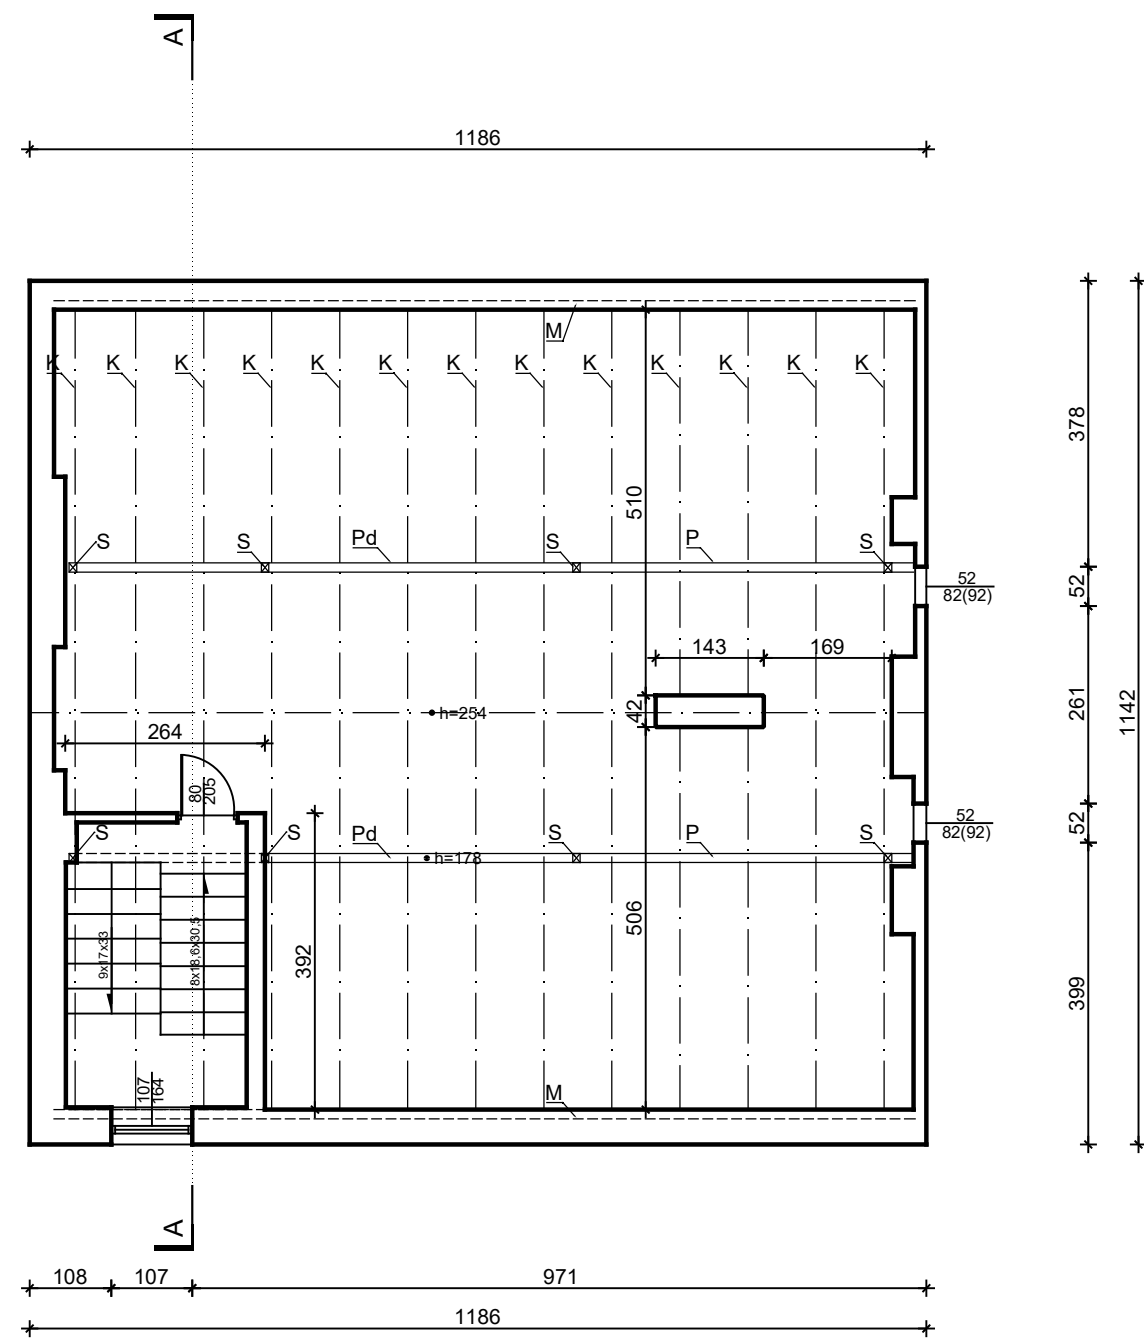 A
1186
M
K K K K K K K K K K K K K
378
510
S S Pd S P S
52
52
82(92)
143 169
42
h=254
264
261
1142
80
205
52
82(92)
52
S S Pd S P S
h=178
9x17x33
8x18,6x30,5
392
506
399
107
164
M
A
108 107 971
1186